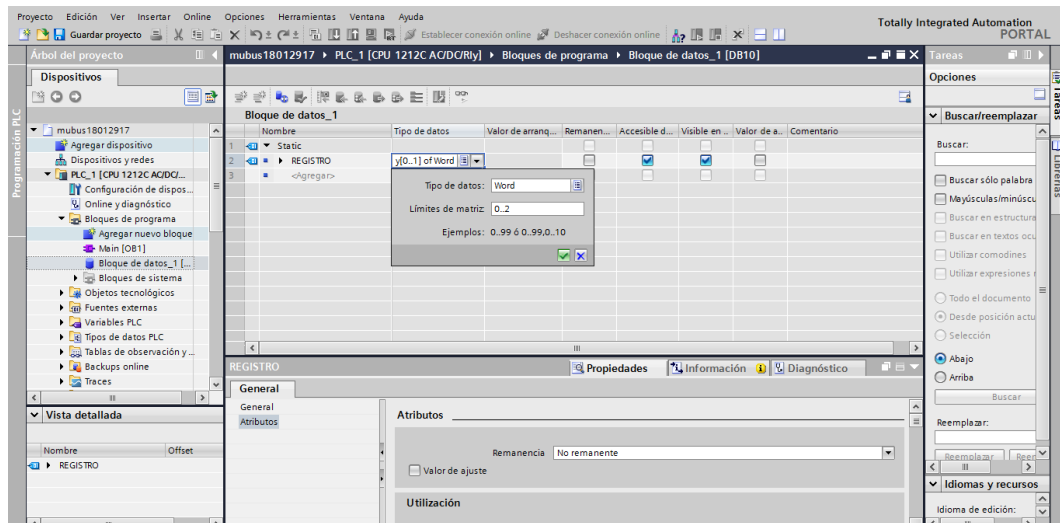 Proyecto Edición Ver Insertar Online Opciones Herramientas Ventana Ayuda
Totally Integrated Automation
PORTAL
Guardar proyecto
Establecer conexión online
Deshacer conexión online
Árbol del proyecto
mubus18012917 PLC_1 [CPU 1212C AC/DC/Rly] Bloques de programa Bloque de datos_1 [DB10]
Tareas
Dispositivos
Programación PLC
mubus18012917
Agregar dispositivo
Dispositivos y redes
PLC_1 [CPU 1212C AC/DC/...
Configuración de dispos...
Online y diagnóstico
Bloques de programa
Agregar nuevo bloque
Main [OB1]
Bloque de datos_1 [...
Bloques de sistema
Objetos tecnológicos
Fuentes externas
Variables PLC
Tipos de datos PLC
Tablas de observación y ...
Backups online
Traces
Vista detallada
Nombre Offset
REGISTRO
Bloque de datos_1
Nombre Tipo de datos Valor de arranq... Remanen... Accesible d... Visible en .. Valor de a.. Comentario
1 Static
2 REGISTRO y[0..1] of Word
3 <Agregar>
Tipo de datos: Word
Límites de matriz: 0..2
Ejemplos: 0..99 ó 0..99,0..10
REGISTRO
Propiedades
Información
Diagnóstico
General
General
Atributos
Atributos
Remanencia No remanente
Valor de ajuste
Utilización
Opciones
Buscar/reemplazar
Buscar:
Buscar sólo palabra
Mayúsculas/minúscu
Buscar en estructura
Buscar en textos ocu
Utilizar comodines
Utilizar expresiones r
Todo el documento
Desde posición actu
Selección
Abajo
Arriba
Buscar
Reemplazar:
Reemplazar Reem
Idiomas y recursos
Idioma de edición:
Tareas
Librerías